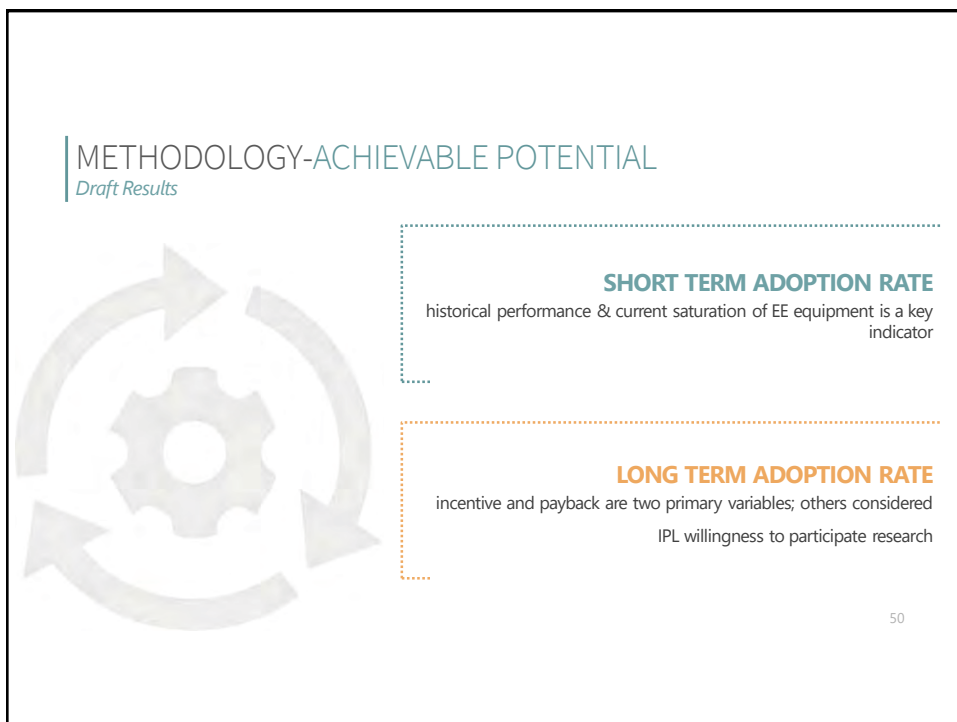 METHODOLOGY-ACHIEVABLE POTENTIAL
Draft Results
SHORT TERM ADOPTION RATE
historical performance & current saturation of EE equipment is a key
indicator
LONG TERM ADOPTION RATE
incentive and payback are two primary variables; others considered
IPL willingness to participate research
50